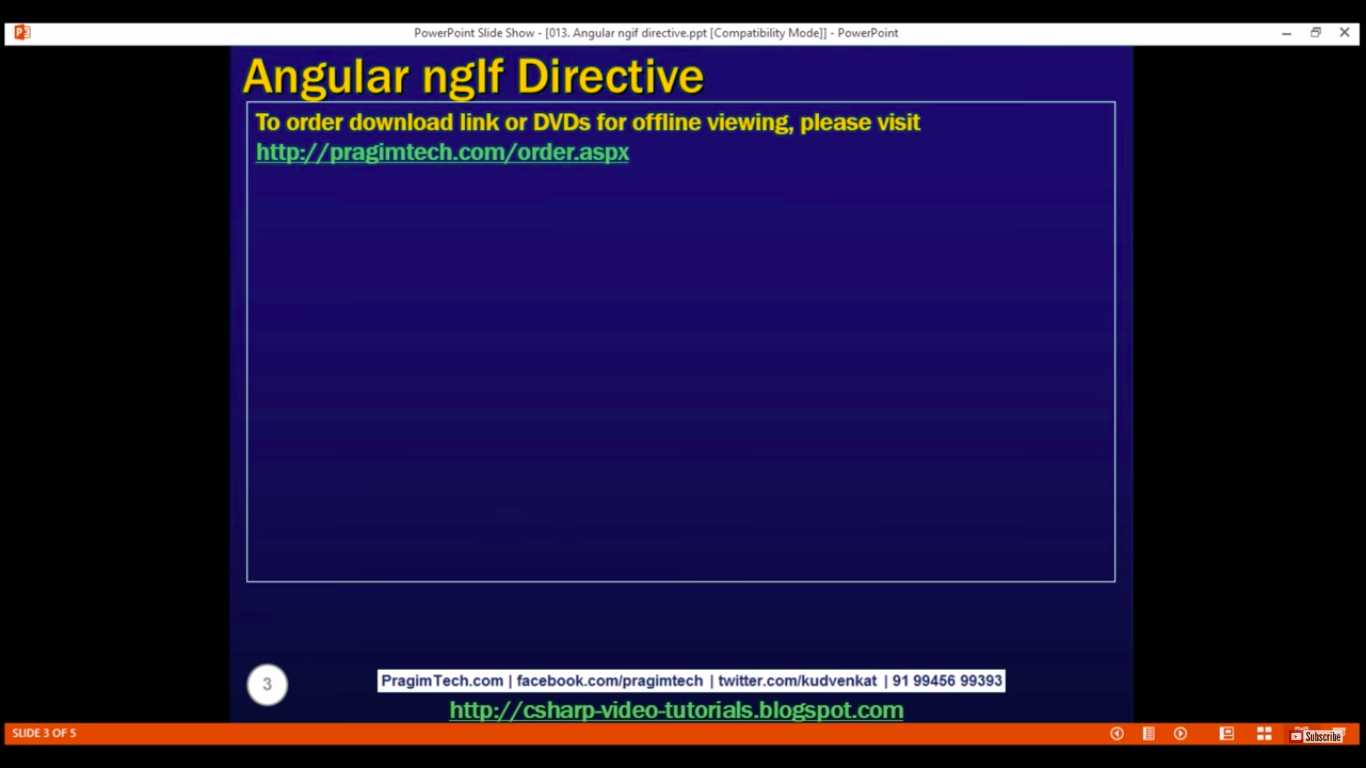 PowerPoint Slide Show - [013. Angular ngif directive.ppt [Compatibility Mode]] - PowerPoint
Angular ngIf Directive
To order download link or DVDs for offline viewing, please visit
http://pragimtech.com/order.aspx
3
PragimTech.com | facebook.com/pragimtech | twitter.com/kudvenkat | 91 99456 99393
http://csharp-video-tutorials.blogspot.com
SLIDE 3 OF 5
Subscribe